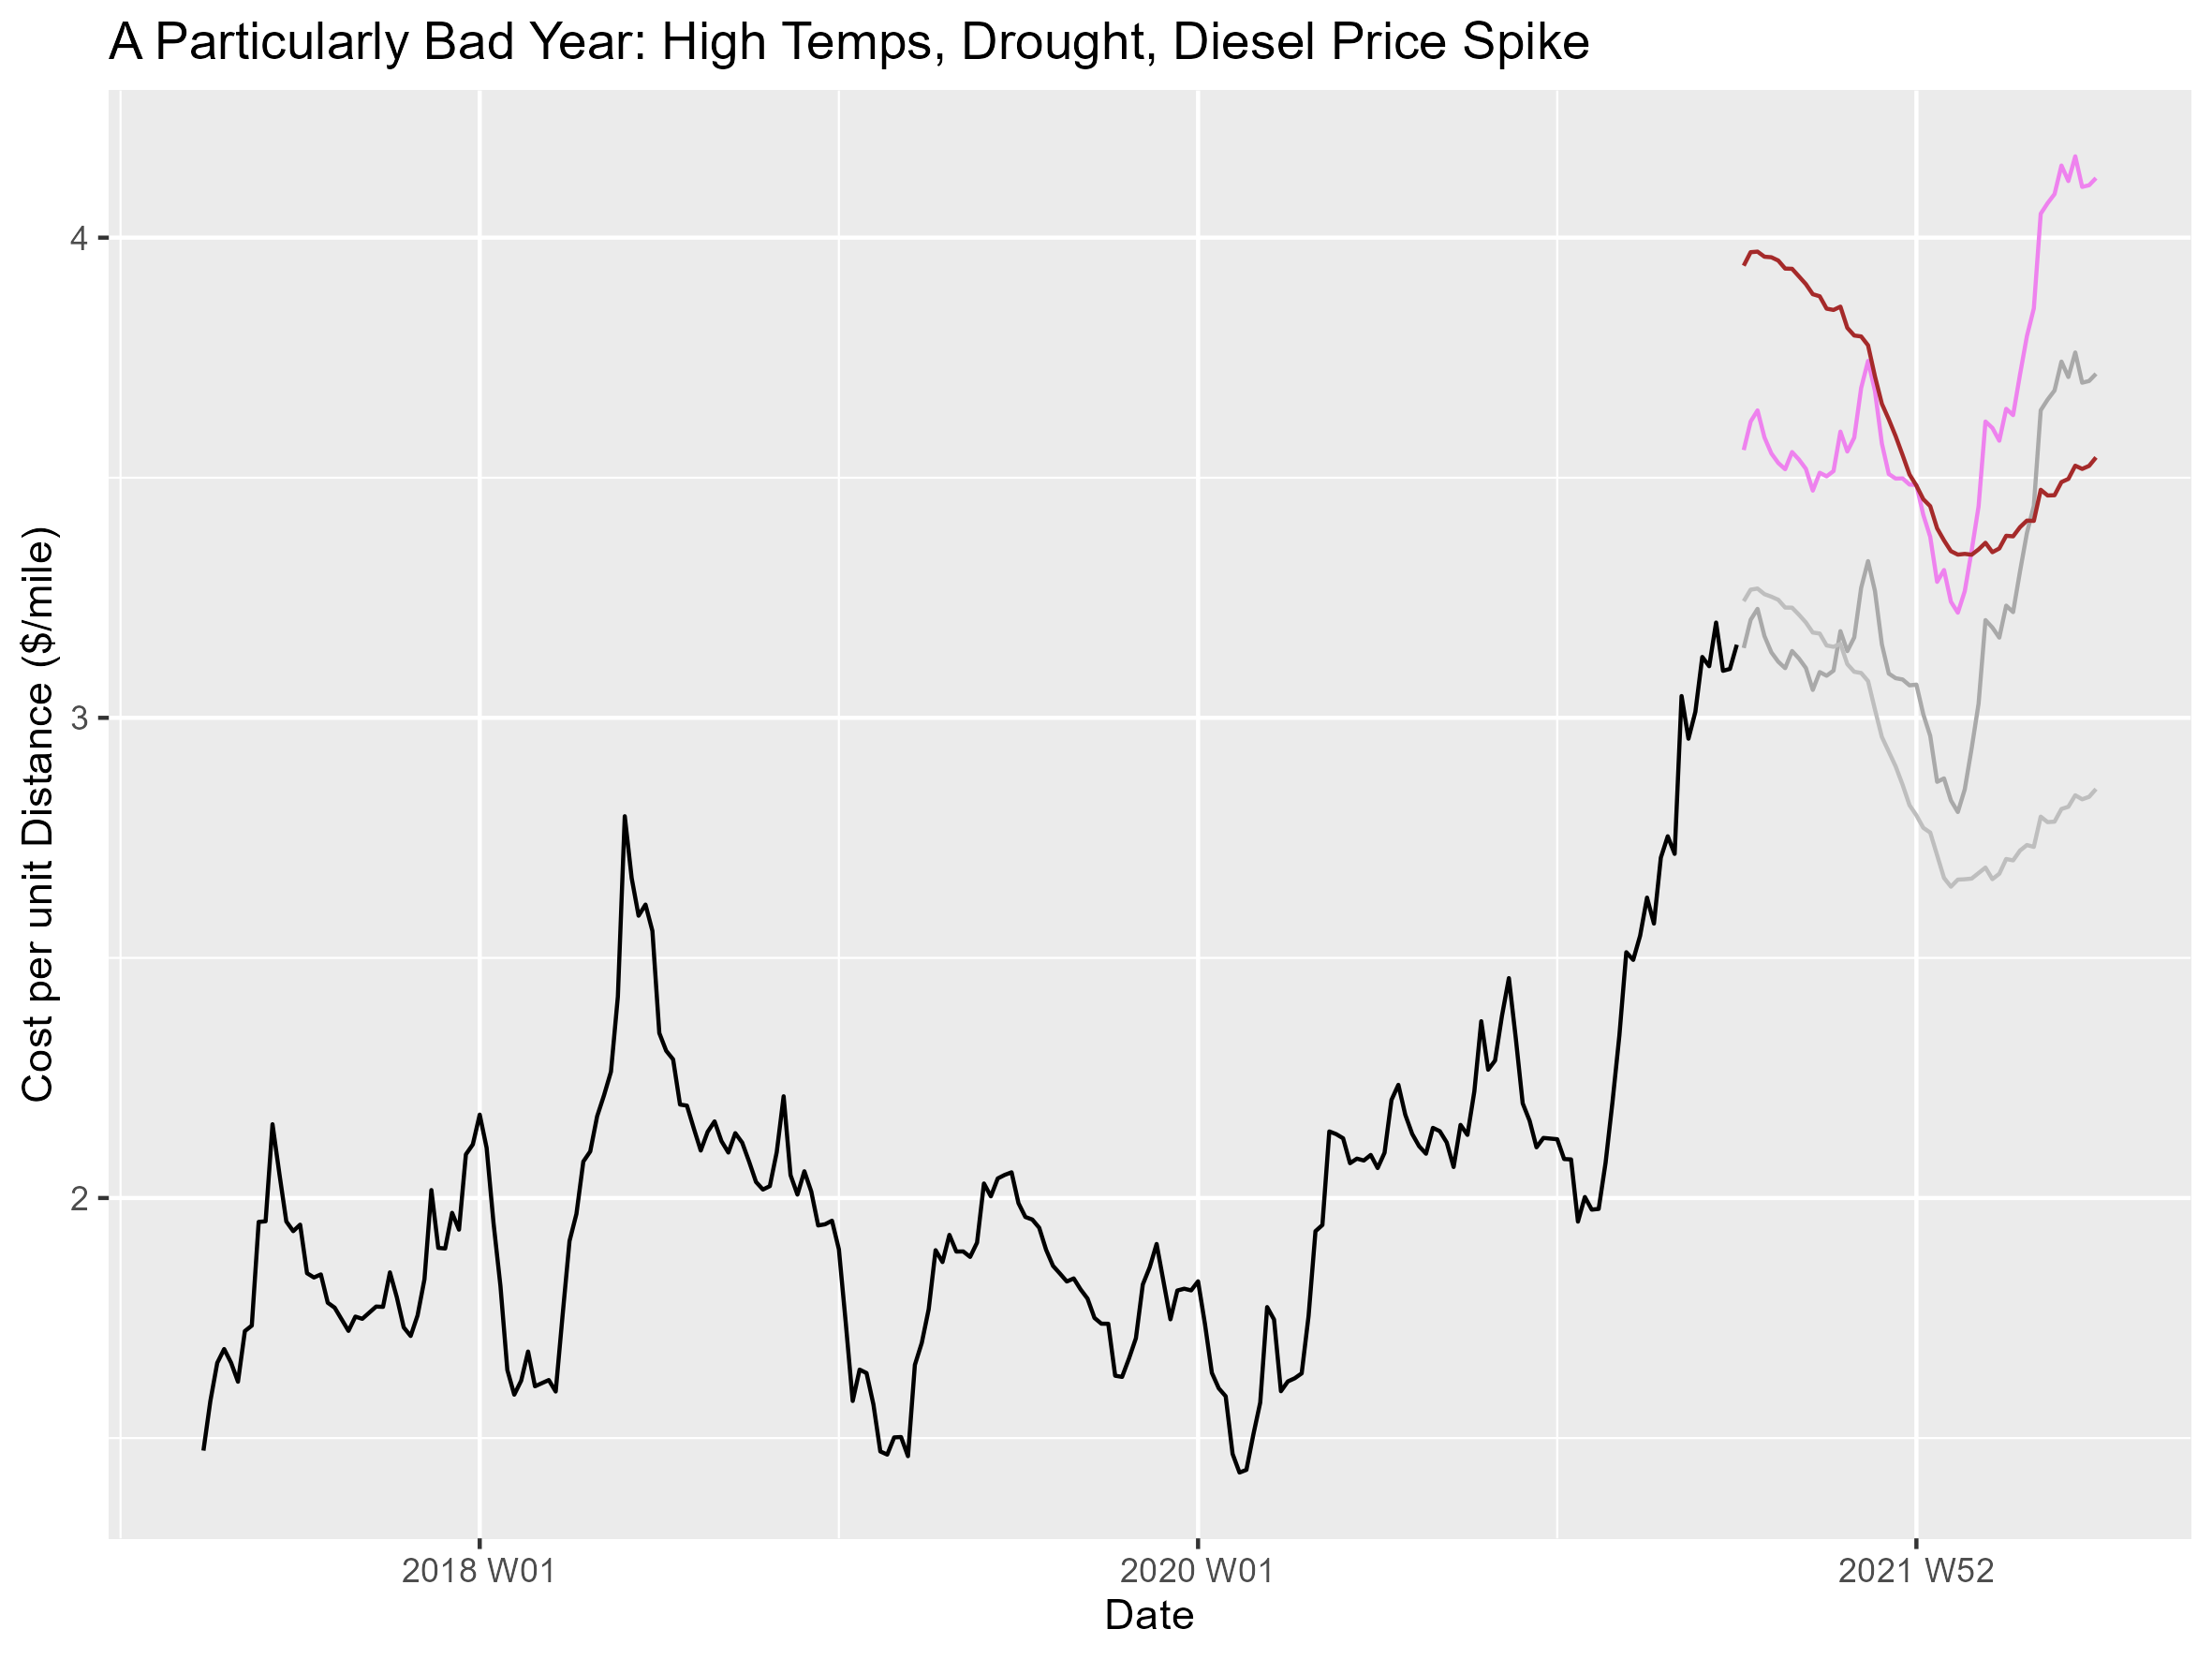 A Particularly Bad Year: High Temps, Drought, Diesel Price Spike
Cost per unit Distance ($/mile)
4
3
2
2018 W01
2020 W01
2021 W52
Date